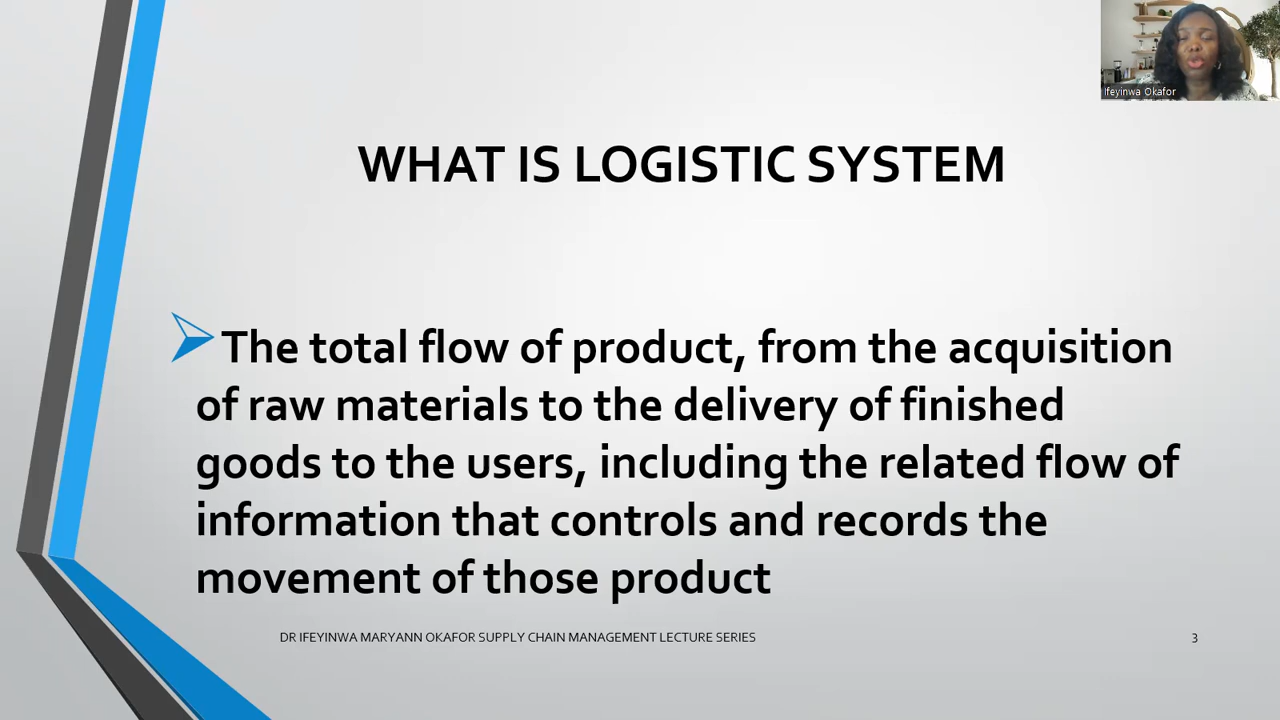 Ifeyinwa Okafor
WHAT IS LOGISTIC SYSTEM
The total flow of product, from the acquisition
of raw materials to the delivery of finished
goods to the users, including the related flow of
information that controls and records the
movement of those product
DR IFEYINWA MARYANN OKAFOR SUPPLY CHAIN MANAGEMENT LECTURE SERIES
3